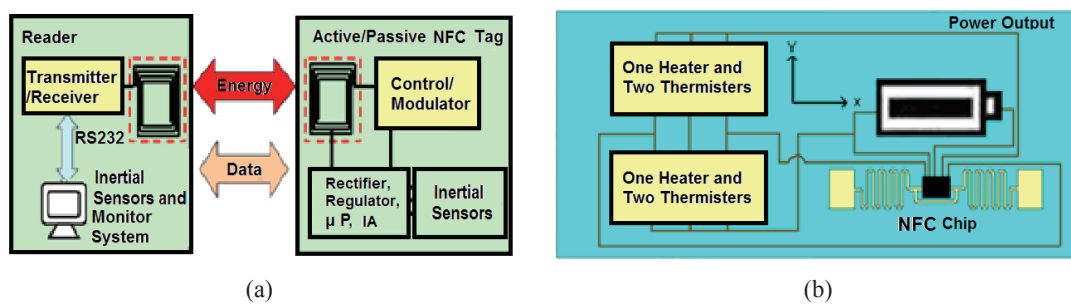 Reader
Transmitter
/Receiver
RS232
Inertial
Sensors and
Monitor
System
Energy
Data
Active/Passive NFC Tag
Control/
Modulator
Rectifier,
Regulator,
μ P, IA
Inertial
Sensors
(a)
Power Output
One Heater and
Two Thermisters
Y
X
One Heater and
Two Thermisters
NFC Chip
(b)